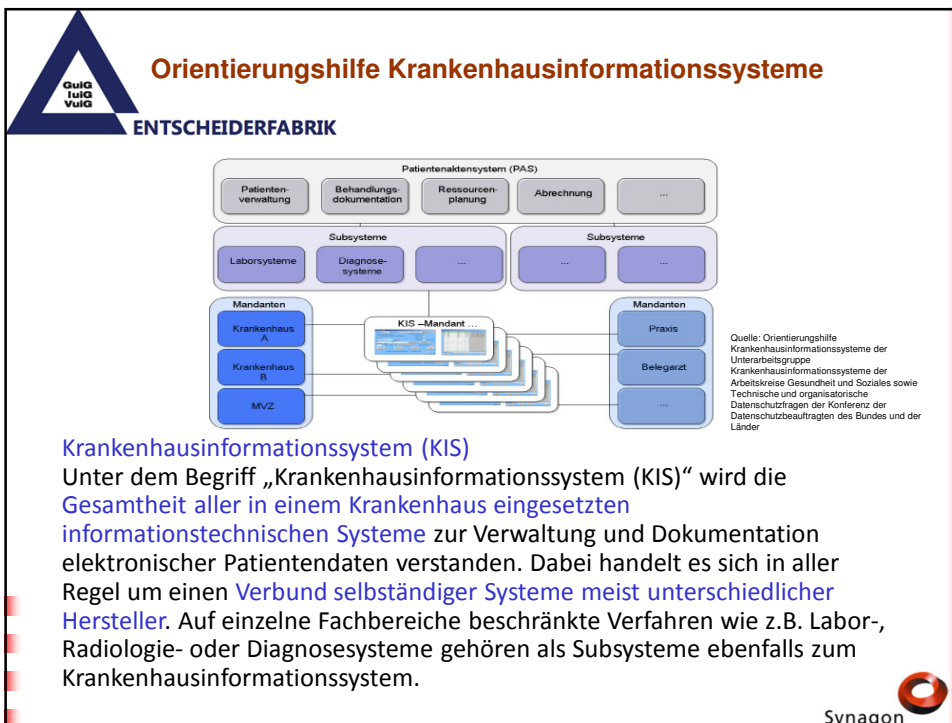 Orientierungshilfe Krankenhausinformationssysteme
GuiG
IuiG
VuiG
ENTSCHEIDERFABRIK
Patientenaktensystem (PAS)
Patienten-
verwaltung
Behandlungs-
dokumentation
Ressourcen-
planung
Abrechnung
...
Subsysteme
Laborsysteme
Diagnose-
systeme
...
Subsysteme
...
...
Mandanten
Krankenhaus
A
Krankenhaus
B
MVZ
KIS –Mandant ...
Mandanten
Praxis
Belegarzt
...
Quelle: Orientierungshilfe
Krankenhausinformationssysteme der
Unterarbeitsgruppe
Krankenhausinformationssysteme der
Arbeitskreise Gesundheit und Soziales sowie
Technische und organisatorische
Datenschutzfragen der Konferenz der
Datenschutzbeauftragten des Bundes und der
Länder
Krankenhausinformationssystem (KIS)
Unter dem Begriff „Krankenhausinformationssystem (KIS)“ wird die
Gesamtheit aller in einem Krankenhaus eingesetzten
informationstechnischen Systeme zur Verwaltung und Dokumentation
elektronischer Patientendaten verstanden. Dabei handelt es sich in aller
Regel um einen Verbund selbständiger Systeme meist unterschiedlicher
Hersteller. Auf einzelne Fachbereiche beschränkte Verfahren wie z.B. Labor-,
Radiologie- oder Diagnosesysteme gehören als Subsysteme ebenfalls zum
Krankenhausinformationssystem.
Synagon